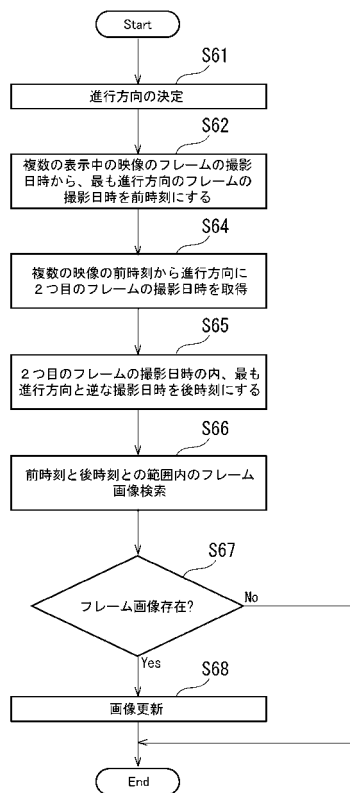 Start
S61
進行方向の決定
S62
複数の表示中の映像のフレームの撮影
日時から、最も進行方向のフレームの
撮影日時を前時刻にする
S64
複数の映像の前時刻から進行方向に
2つ目のフレームの撮影日時を取得
S65
2つ目のフレームの撮影日時の内、最も
進行方向と逆な撮影日時を後時刻にする
S66
前時刻と後時刻との範囲内のフレーム
画像検索
S67
フレーム画像存在?
No
Yes
S68
画像更新
End